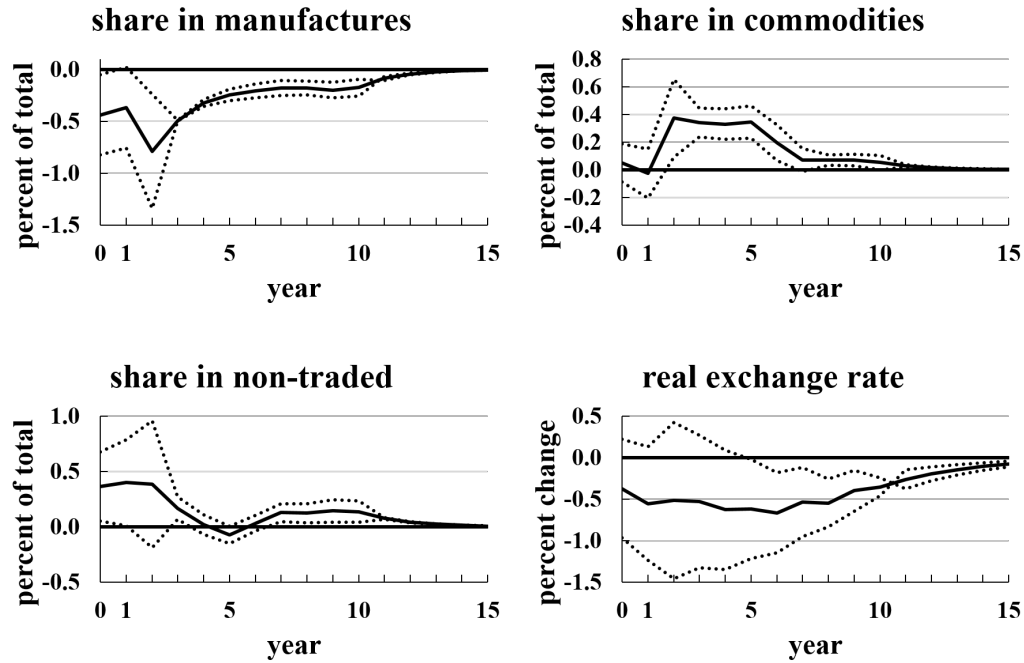 share in manufactures
percent of total
0.0
-0.5
-1.0
-1.5
0 1 5 10 15
year
share in commodities
percent of total
0.8
0.6
0.4
0.2
0.0
-0.2
-0.4
0 1 5 10 15
year
share in non-traded
percent of total
1.0
0.5
0.0
-0.5
0 1 5 10 15
year
real exchange rate
percent change
0.5
0.0
-0.5
-1.0
-1.5
0 1 5 10 15
year